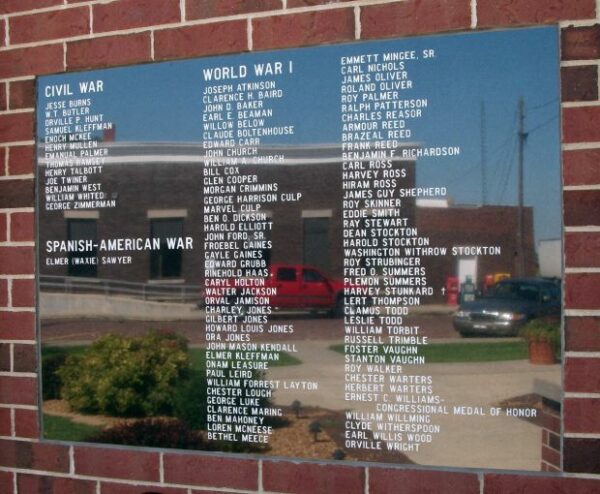 CIVIL WAR
JESSE BURNS
W.T. BUTLER
ORVILLE P. HUNT
SAMUEL KLEFFMAN
ENOCH MCKEE
HENRY MULLEN
EMANUAL PALMER
THOMAS RAMSEY
HENRY TALBOT
JOE TWINER
BENJAMIN WEST
WILLIAM WHITED
GEORGE ZIMMERMAN
SPANISH-AMERICAN WAR
ELMER (WAXIE) SAWYER
WORLD WAR I
JOSEPH ATKINSON
CLARENCE H. BAIRD
JOHN D. BAKER
EARL E. BEAMAN
WILLOW BELOW
CLAUDE BOLTENHOUSE
EDWARD CARR
JOHN CHURCH
WILLIAM A. CHURCH
BILL COX
GLEN COOPER
MORGAN CRIMMINS
GEORGE HARRISON CULP
MARVEL CULP
BEN O. DICKSON
HAROLD ELLIOTT
JOHN FORD, SR.
FROEBEL GAINES
GAYLE GAINES
EDWARD GRUBB
RINEHOLD HAAS
CARYL HOLTON
WALTER JACKSON
ORVAL JAMISON
CHARLEY JONES
GILBERT JONES
HOWARD LOUIS JONES
ORA JONES
JOHN MASON KENDALL
ELMER KLEFFMAN
ONAM LEASURE
PAUL LEIRD
WILLIAM FORREST LAYTON
CHESTER LOUGH
GEORGE LUKE
CLARENCE MARING
BEN MAHONEY
LOREN MCNEESE
BETHEL MEECE
EMMETT MINGEE, SR.
CARL NICHOLS
JAMES OLIVER
ROLAND OLIVER
ROY PALMER
RALPH PATTERSON
CHARLES REASOR
ARMOUR REED
BRAZEAL REED
FRANK REED
BENJAMIN F. RICHARDSON
EARL ROSS
HARVEY ROSS
HIRAM ROSS
JAMES GUY SHEPHERD
ROY SKINNER
EDDIE SMITH
RAY STEWART
DEAN STOCKTON
HAROLD STOCKTON
WASHINGTON WITHROW STOCKTON
ROY STRUBINGER
FRED O. SUMMERS
PLEMON SUMMERS
HARVEY STUNKARD †
LERT THOMPSON
CLAMUS TODD
LESLIE TODD
WILLIAM TORBIT
RUSSELL TRIMBLE
FOSTER VAUGHN
STANTON VAUGHN
ROY WALKER
CHESTER WARTERS
HERBERT WARTERS
ERNEST C. WILLIAMS-
CONGRESSIONAL MEDAL OF HONOR
WILLIAM WILLMING
CLYDE WITHERSPOON
EARL WILLIS WOOD
ORVILLE WRIGHT